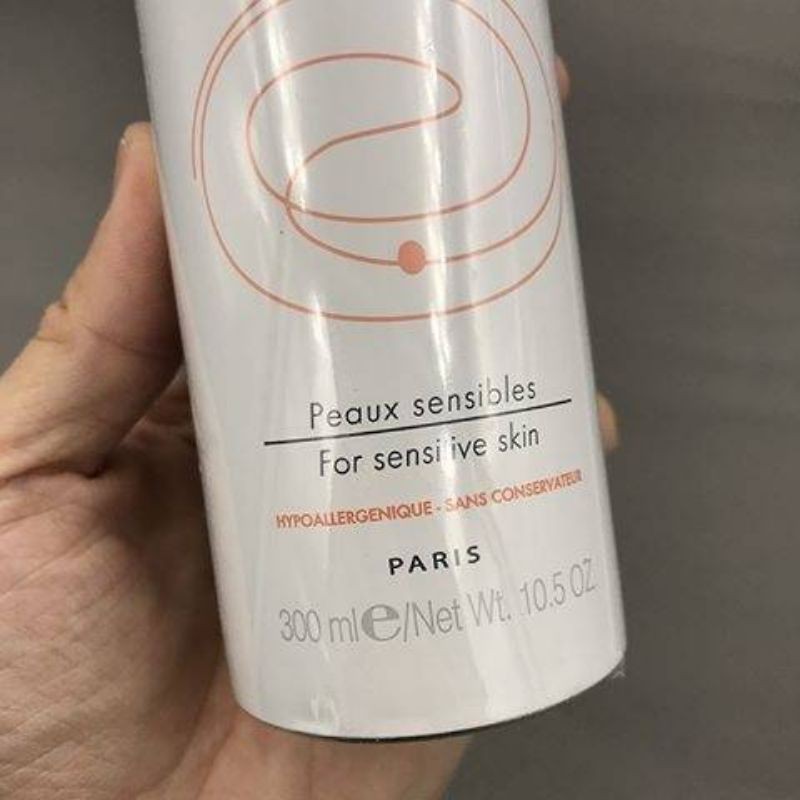 Peaux sensibles
For sensitive skin
HYPOALLERGENIQUE - SANS CONSERVATEUR
PARIS
300 ml e/Net Wt. 10.5 OZ